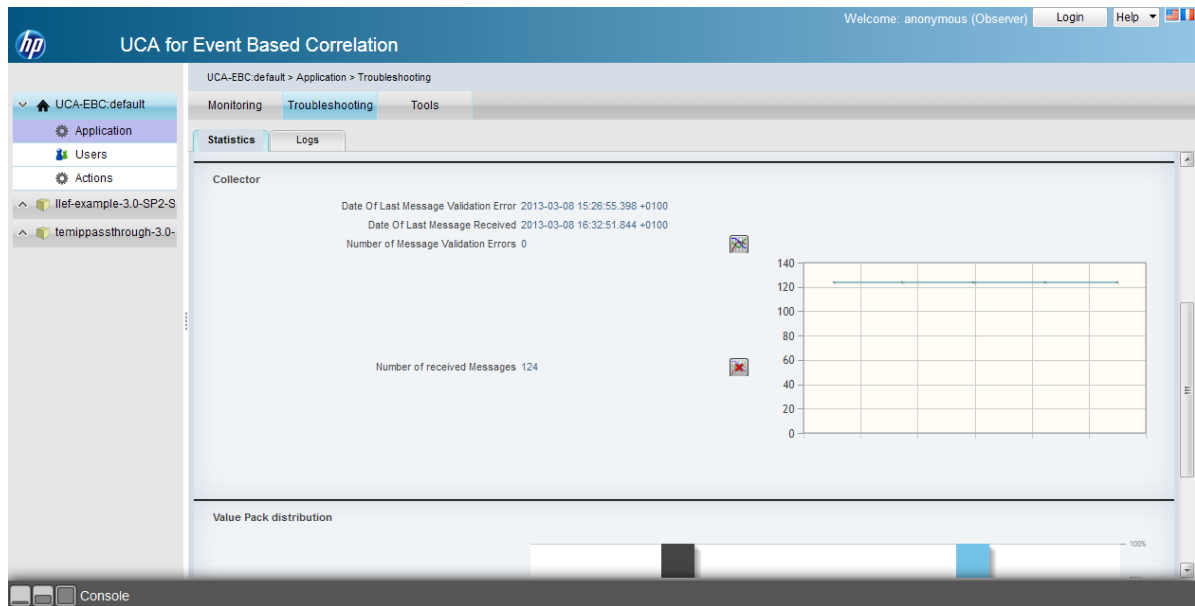 Welcome: anonymous (Observer) Login Help
hp UCA for Event Based Correlation
UCA-EBC:default > Application > Troubleshooting
UCA-EBC:default
Application
Users
Actions
llef-example-3.0-SP2-S
temippassthrough-3.0-
Monitoring Troubleshooting Tools
Statistics Logs
Collector
Date Of Last Message Validation Error 2013-03-08 15:26:55.398 +0100
Date Of Last Message Received 2013-03-08 16:32:51.844 +0100
Number of Message Validation Errors 0
140
120
100
80
60
40
20
0
Number of received Messages 124
Value Pack distribution
100%
Console